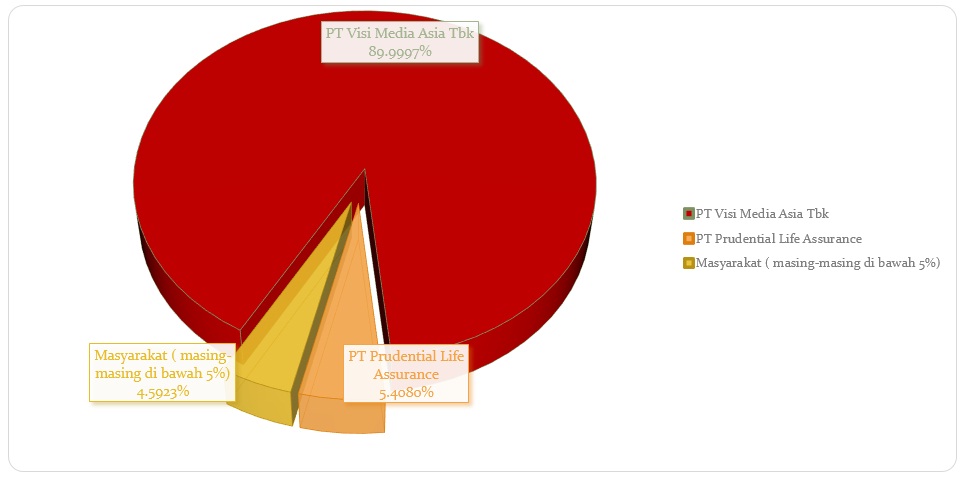 PT Visi Media Asia Tbk
89.9997%
PT Visi Media Asia Tbk
PT Prudential Life Assurance
Masyarakat ( masing-masing di bawah 5%)
Masyarakat ( masing-
masing di bawah 5%)
4.5923%
PT Prudential Life
Assurance
5.4080%